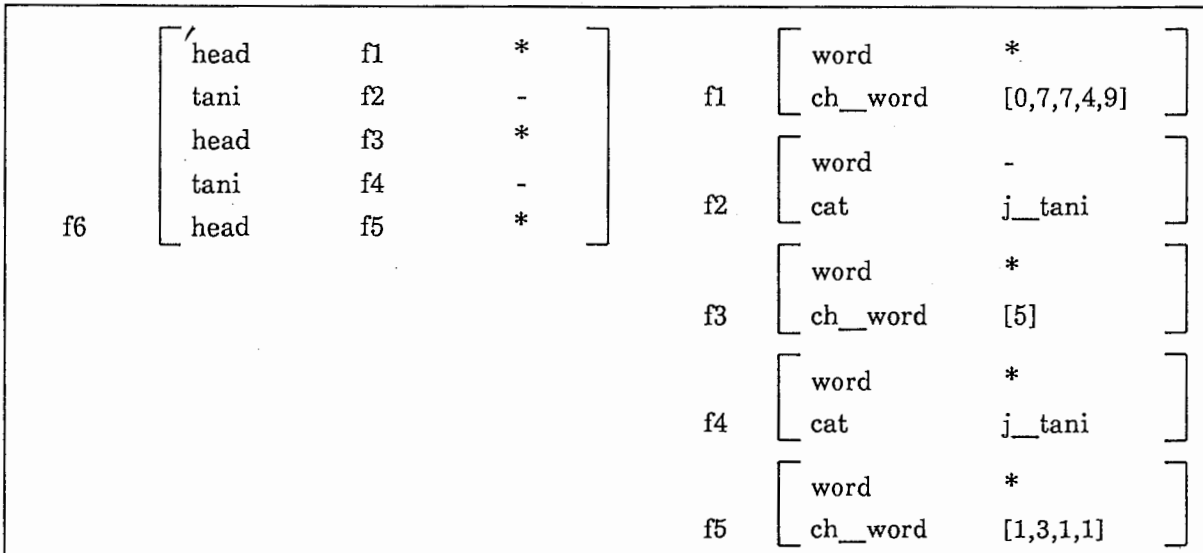 head f1 *
tani f2 -
head f3 *
tani f4 -
f6 head f5 *
word *
f1 ch__word [0,7,7,4,9]
word -
f2 cat j__tani
word *
f3 ch__word [5]
word *
f4 cat j__tani
word *
f5 ch__word [1,3,1,1]